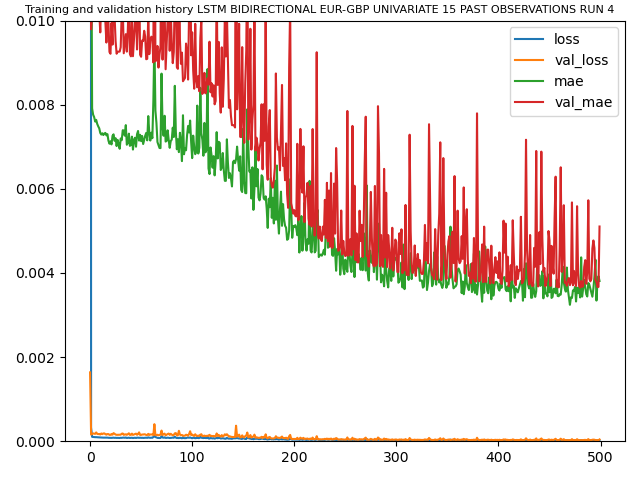 Training and validation history LSTM BIDIRECTIONAL EUR-GBP UNIVARIATE 15 PAST OBSERVATIONS RUN 4
0.010
0.008
0.006
0.004
0.002
0.000
loss
val_loss
mae
val_mae
0 100 200 300 400 500